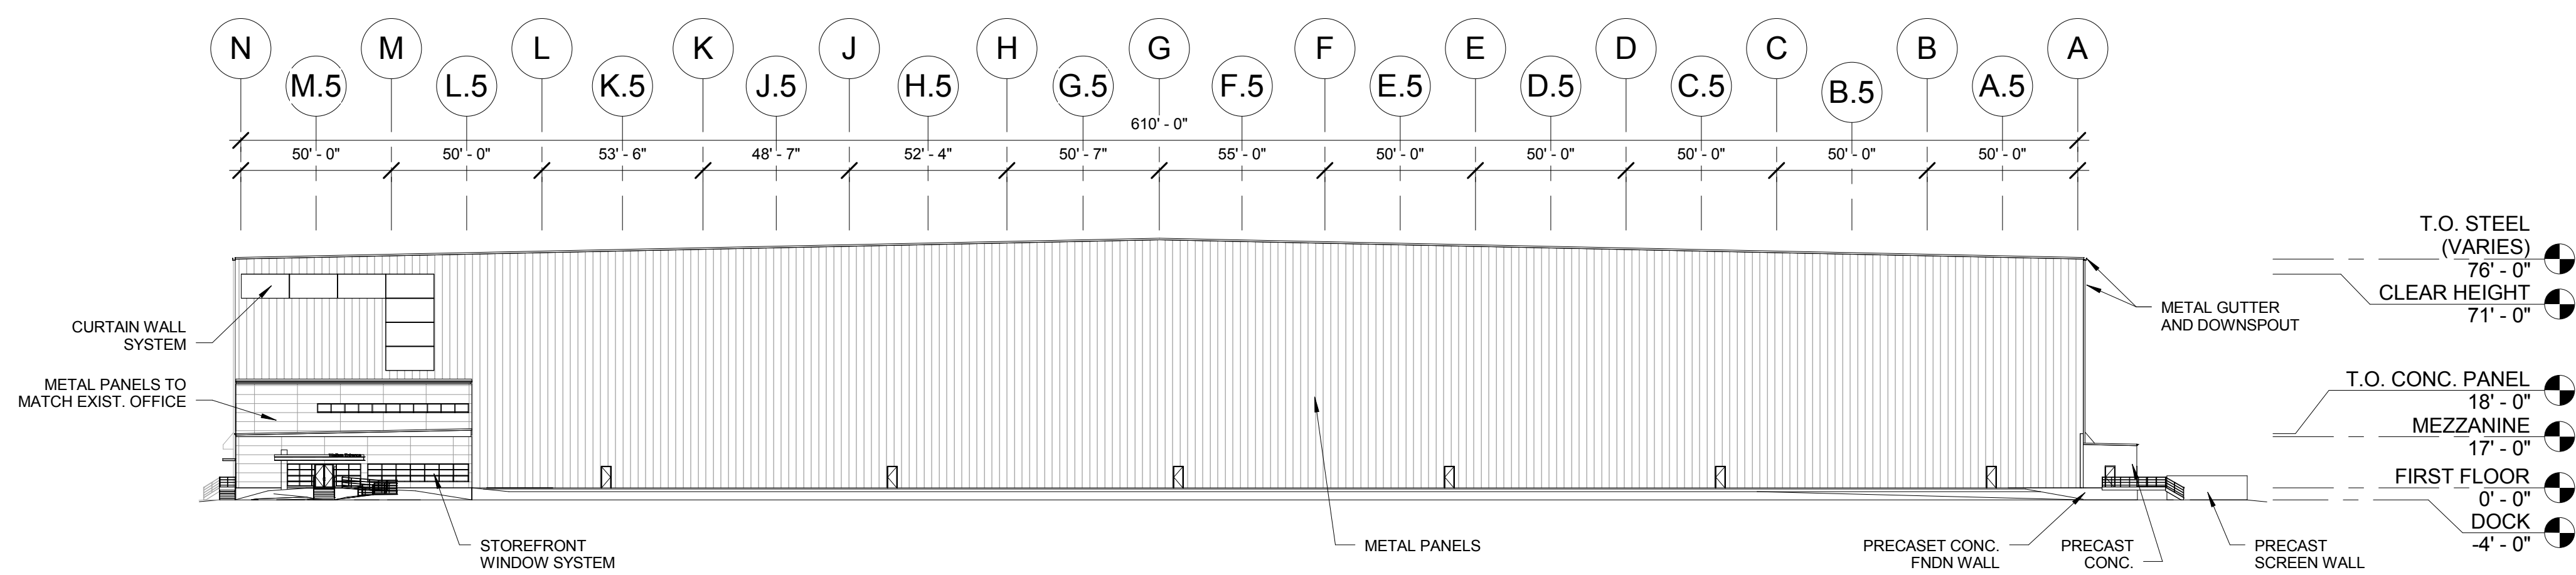 N
M
L
K
J
H
G
F
E
D
C
B
A
M.5
L.5
K.5
J.5
H.5
G.5
F.5
E.5
D.5
C.5
B.5
A.5
610' - 0"
50' - 0"
50' - 0"
53' - 6"
48' - 7"
52' - 4"
50' - 7"
55' - 0"
50' - 0"
50' - 0"
50' - 0"
50' - 0"
50' - 0"
T.O. STEEL
(VARIES)
76' - 0"
CLEAR HEIGHT
71' - 0"
METAL GUTTER
AND DOWNSPOUT
CURTAIN WALL
SYSTEM
METAL PANELS TO
MATCH EXIST. OFFICE
T.O. CONC. PANEL
18' - 0"
MEZZANINE
17' - 0"
FIRST FLOOR
0' - 0"
DOCK
-4' - 0"
STOREFRONT
WINDOW SYSTEM
METAL PANELS
PRECASET CONC.
FNDN WALL
PRECAST
CONC.
PRECAST
SCREEN WALL